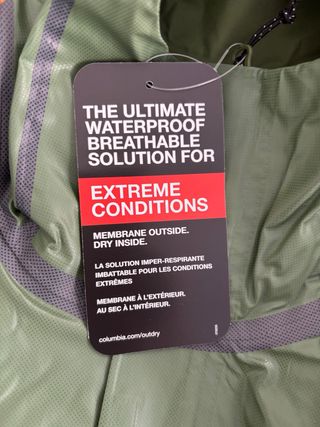 THE ULTIMATE
WATERPROOF
BREATHABLE
SOLUTION FOR
EXTREME
CONDITIONS
MEMBRANE OUTSIDE.
DRY INSIDE.
LA SOLUTION IMPER-RESPIRANTE
IMBATTABLE POUR LES CONDITIONS
EXTRÊMES
MEMBRANE À L'EXTÉRIEUR.
AU SEC À L'INTÉRIEUR.
columbia.com/outdry